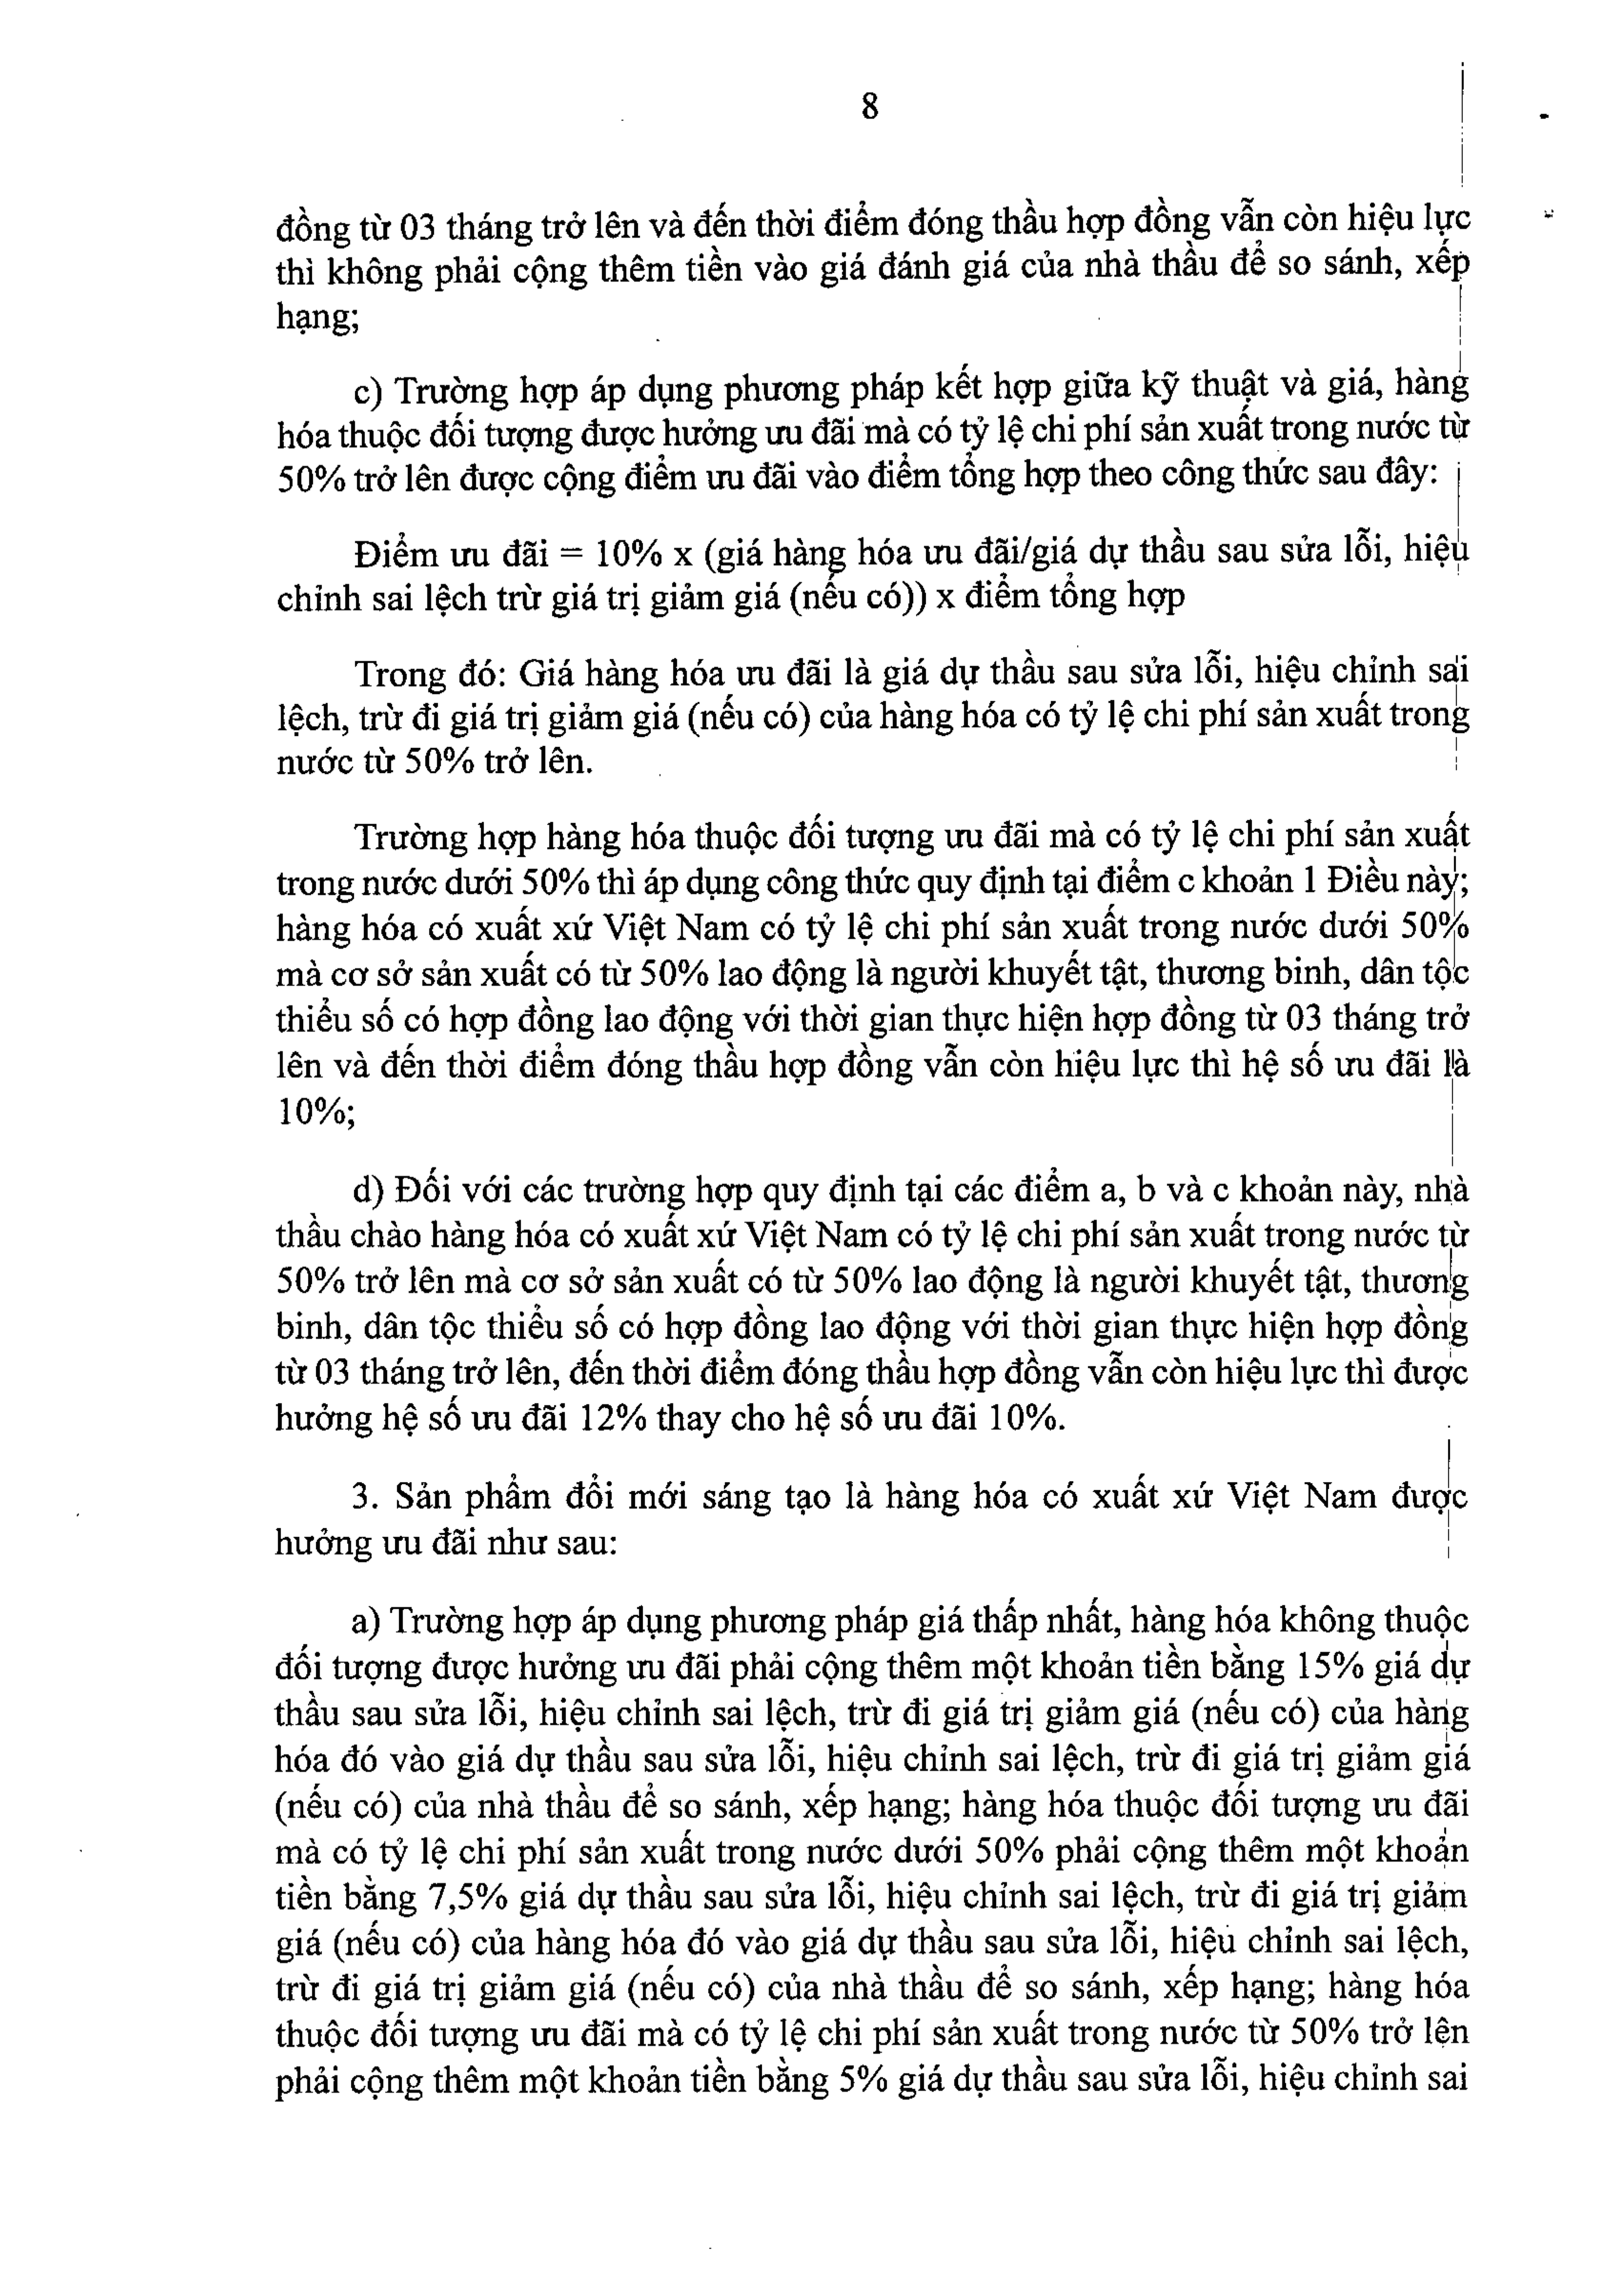 8
đồng từ 03 tháng trở lên và đến thời điểm đóng thầu hợp đồng vẫn còn hiệu lực
thì không phải cộng thêm tiền vào giá đánh giá của nhà thầu để so sánh, xếp
hạng;
c) Trường hợp áp dụng phương pháp kết hợp giữa kỹ thuật và giá, hàng
hóa thuộc đối tượng được hưởng ưu đãi mà có tỷ lệ chi phí sản xuất trong nước từ
50% trở lên được cộng điểm ưu đãi vào điểm tổng hợp theo công thức sau đây:
Điểm ưu đãi = 10% x (giá hàng hóa ưu đãi/giá dự thầu sau sửa lỗi, hiệu
chỉnh sai lệch trừ giá trị giảm giá (nếu có)) x điểm tổng hợp
Trong đó: Giá hàng hóa ưu đãi là giá dự thầu sau sửa lỗi, hiệu chỉnh sai
lệch, trừ đi giá trị giảm giá (nếu có) của hàng hóa có tỷ lệ chi phí sản xuất trong
nước từ 50% trở lên.
Trường hợp hàng hóa thuộc đối tượng ưu đãi mà có tỷ lệ chi phí sản xuất
trong nước dưới 50% thì áp dụng công thức quy định tại điểm c khoản 1 Điều này;
hàng hóa có xuất xứ Việt Nam có tỷ lệ chi phí sản xuất trong nước dưới 50%
mà cơ sở sản xuất có từ 50% lao động là người khuyết tật, thương binh, dân tộc
thiểu số có hợp đồng lao động với thời gian thực hiện hợp đồng từ 03 tháng trở
lên và đến thời điểm đóng thầu hợp đồng vẫn còn hiệu lực thì hệ số ưu đãi là
10%;
d) Đối với các trường hợp quy định tại các điểm a, b và c khoản này, nhà
thầu chào hàng hóa có xuất xứ Việt Nam có tỷ lệ chi phí sản xuất trong nước từ
50% trở lên mà cơ sở sản xuất có từ 50% lao động là người khuyết tật, thương
binh, dân tộc thiểu số có hợp đồng lao động với thời gian thực hiện hợp đồng
từ 03 tháng trở lên, đến thời điểm đóng thầu hợp đồng vẫn còn hiệu lực thì được
hưởng hệ số ưu đãi 12% thay cho hệ số ưu đãi 10%.
3. Sản phẩm đổi mới sáng tạo là hàng hóa có xuất xứ Việt Nam được
hưởng ưu đãi như sau:
a) Trường hợp áp dụng phương pháp giá thấp nhất, hàng hóa không thuộc
đối tượng được hưởng ưu đãi phải cộng thêm một khoản tiền bằng 15% giá dự
thầu sau sửa lỗi, hiệu chỉnh sai lệch, trừ đi giá trị giảm giá (nếu có) của hàng
hóa đó vào giá dự thầu sau sửa lỗi, hiệu chỉnh sai lệch, trừ đi giá trị giảm giá
(nếu có) của nhà thầu để so sánh, xếp hạng; hàng hóa thuộc đối tượng ưu đãi
mà có tỷ lệ chi phí sản xuất trong nước dưới 50% phải cộng thêm một khoản
tiền bằng 7,5% giá dự thầu sau sửa lỗi, hiệu chỉnh sai lệch, trừ đi giá trị giảm
giá (nếu có) của hàng hóa đó vào giá dự thầu sau sửa lỗi, hiệu chỉnh sai lệch,
trừ đi giá trị giảm giá (nếu có) của nhà thầu để so sánh, xếp hạng; hàng hóa
thuộc đối tượng ưu đãi mà có tỷ lệ chi phí sản xuất trong nước từ 50% trở lên
phải cộng thêm một khoản tiền bằng 5% giá dự thầu sau sửa lỗi, hiệu chỉnh sai